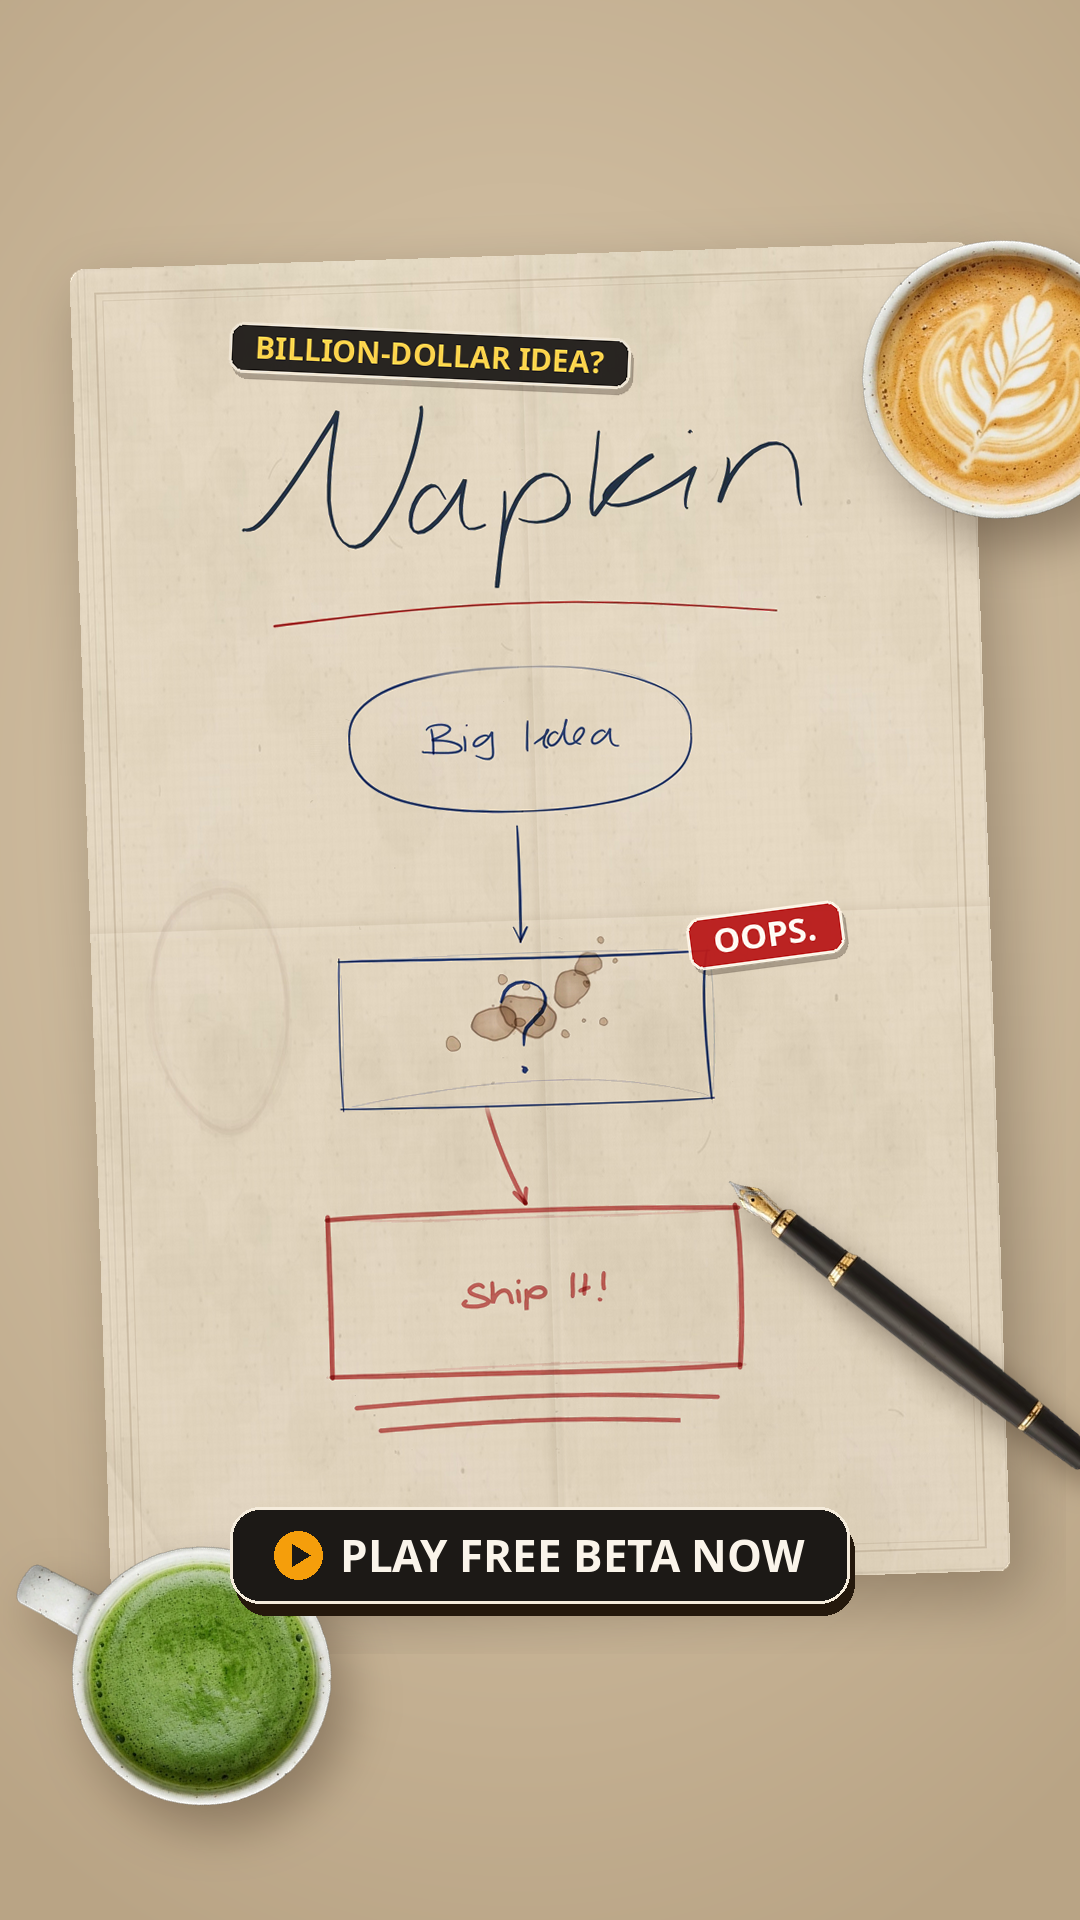 BILLION-DOLLAR IDEA?
Napkin
Big Idea
OOPS.
?
Ship It!
PLAY FREE BETA NOW